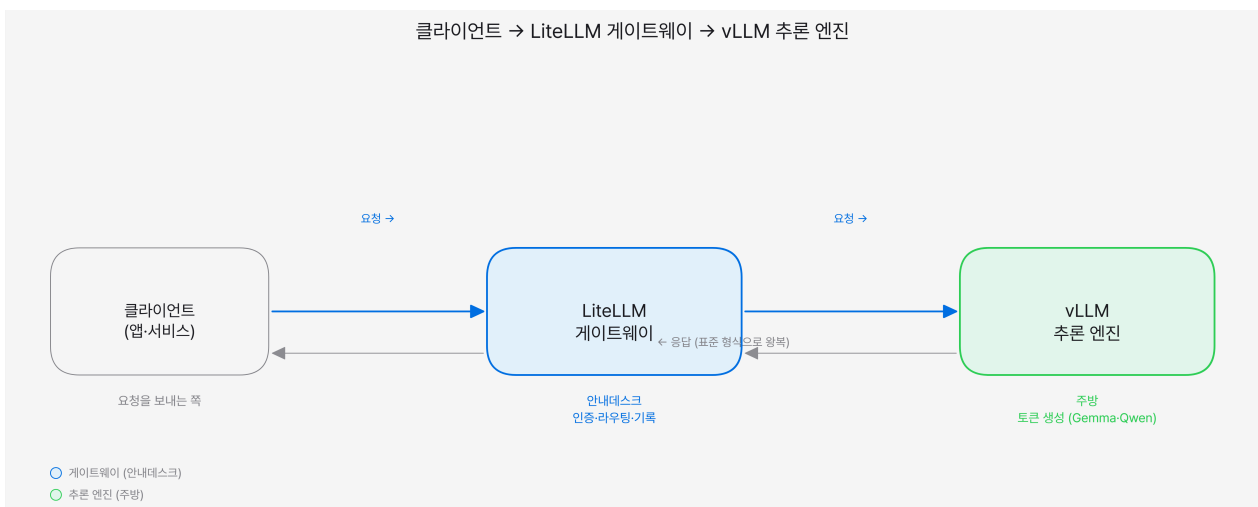 클라이언트 → LiteLLM 게이트웨이 → vLLM 추론 엔진
요청 →
요청 →
클라이언트
(앱·서비스)
LiteLLM
게이트웨이
← 응답 (표준 형식으로 왕복)
vLLM
추론 엔진
요청을 보내는 쪽
안내데스크
인증·라우팅·기록
주방
토큰 생성 (Gemma·Qwen)
게이트웨이 (안내데스크)
추론 엔진 (주방)